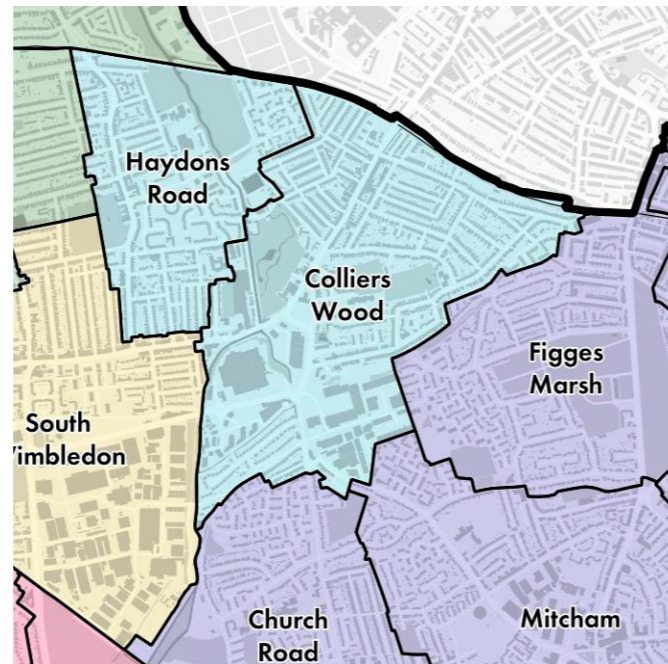 Haydons
Road
Colliers
Wood
Figges
Marsh
South
Wimbledon
Church
Road
Mitcham